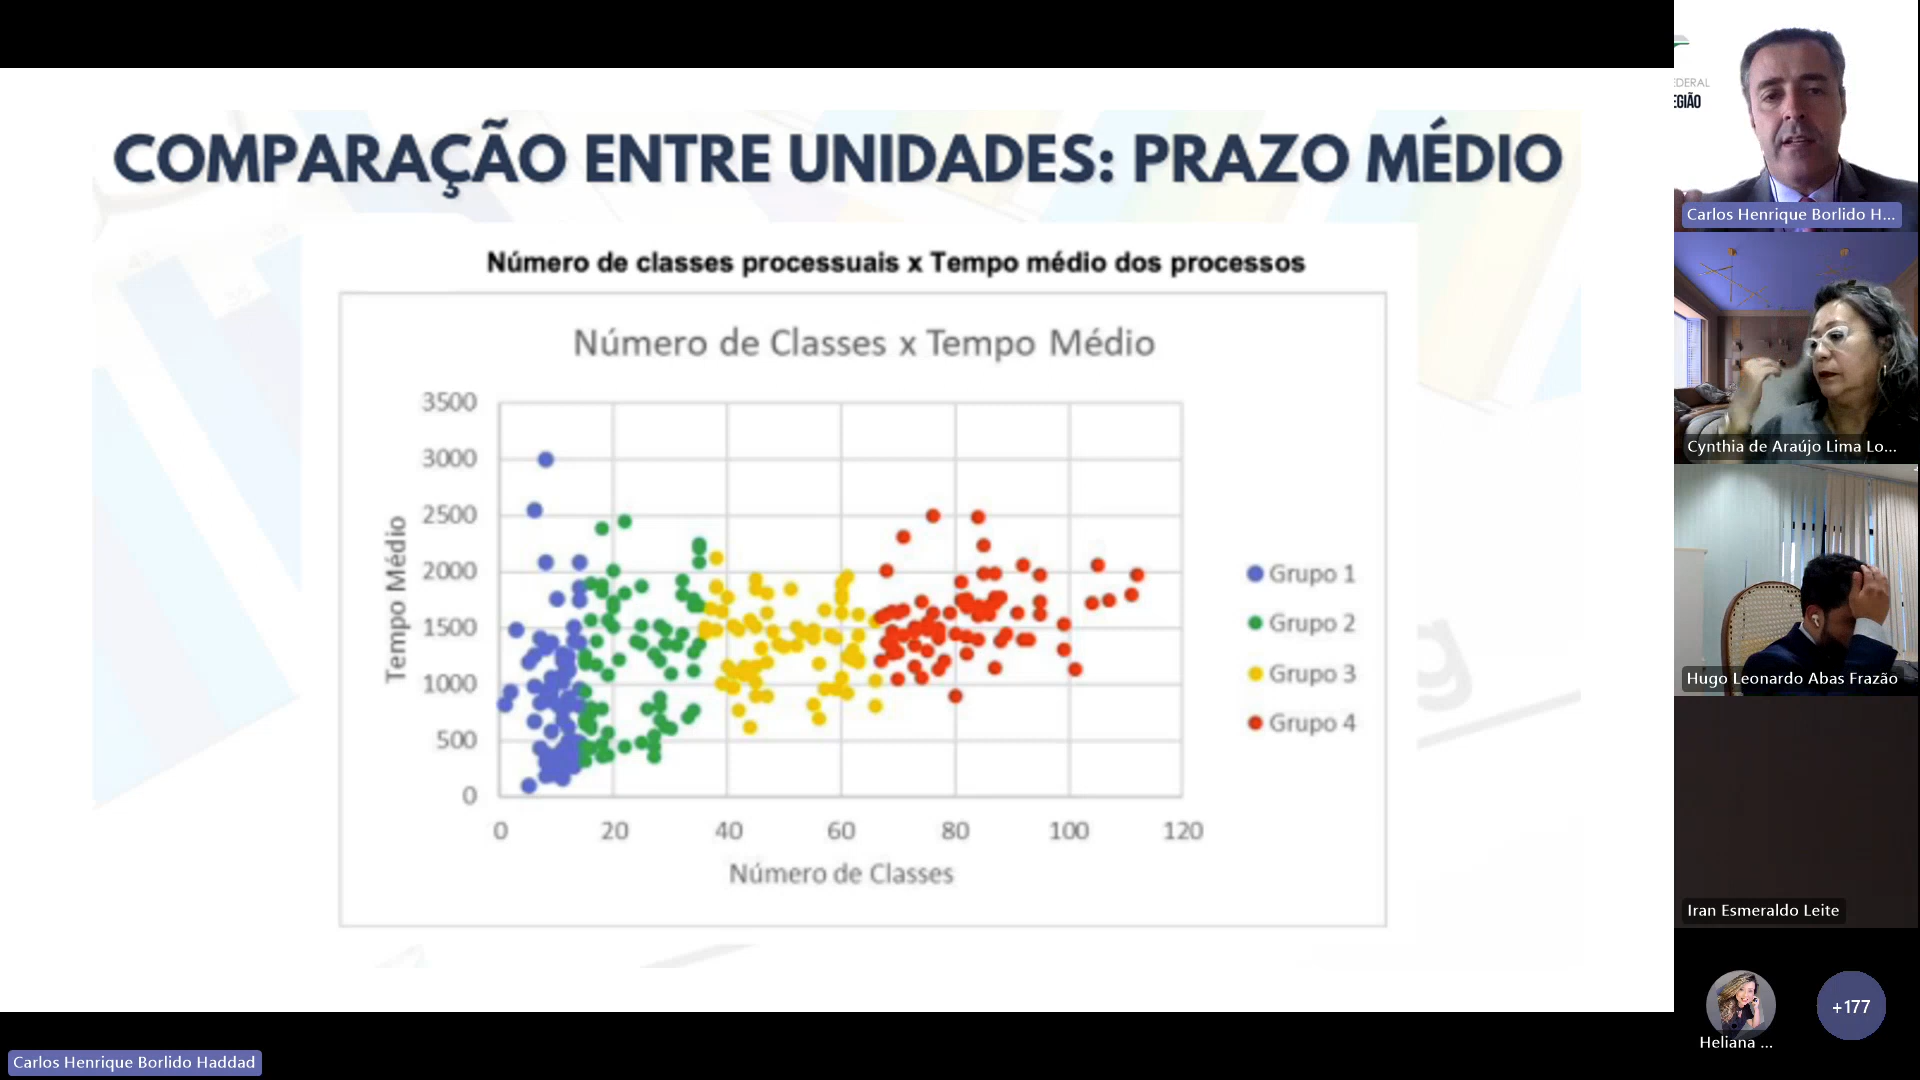 COMPARAÇÃO ENTRE UNIDADES: PRAZO MÉDIO
Número de classes processuais x Tempo médio dos processos
Número de Classes x Tempo Médio
3500
3000
2500
2000
1500
1000
500
0
Tempo Médio
0 20 40 60 80 100 120
Número de Classes
Grupo 1
Grupo 2
Grupo 3
Grupo 4
EDERAL
EGIÃO
Carlos Henrique Borlido H...
Cynthia de Araújo Lima Lo...
Hugo Leonardo Abas Frazão
Iran Esmeraldo Leite
+177
Heliana ...
Carlos Henrique Borlido Haddad